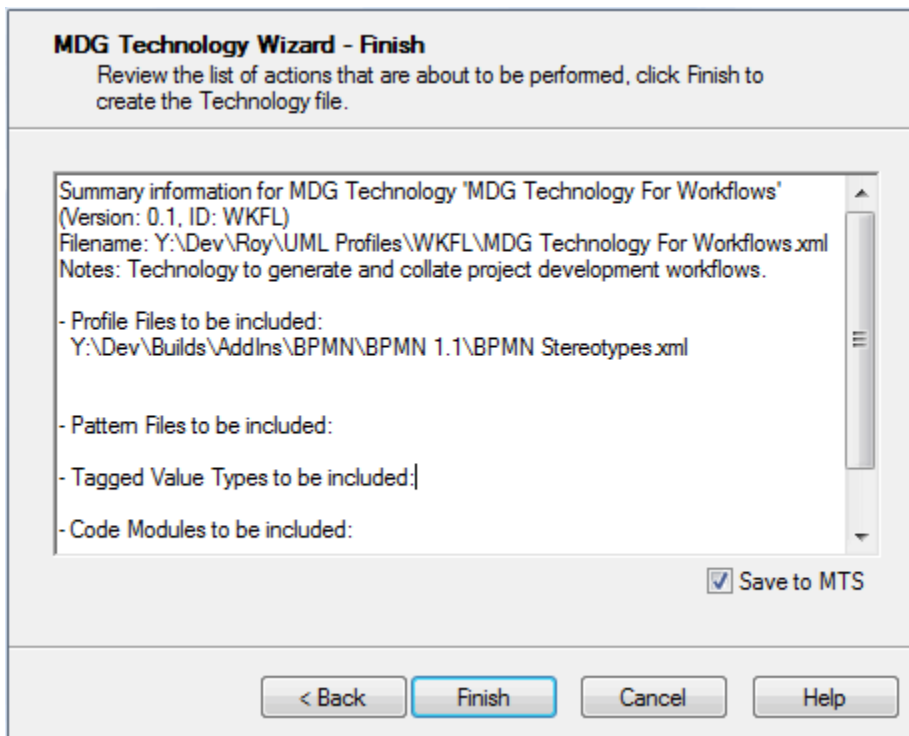 MDG Technology Wizard - Finish
Review the list of actions that are about to be performed, click Finish to
create the Technology file.
Summary information for MDG Technology 'MDG Technology For Workflows'
(Version: 0.1, ID: WKFL)
Filename: Y:\Dev\Roy\UML Profiles\WKFL\MDG Technology For Workflows.xml
Notes: Technology to generate and collate project development workflows.
- Profile Files to be included:
Y:\Dev\Builds\AddIns\BPMN\BPMN 1.1\BPMN Stereotypes.xml
- Pattern Files to be included:
- Tagged Value Types to be included:
- Code Modules to be included:
Save to MTS
< Back
Finish
Cancel
Help